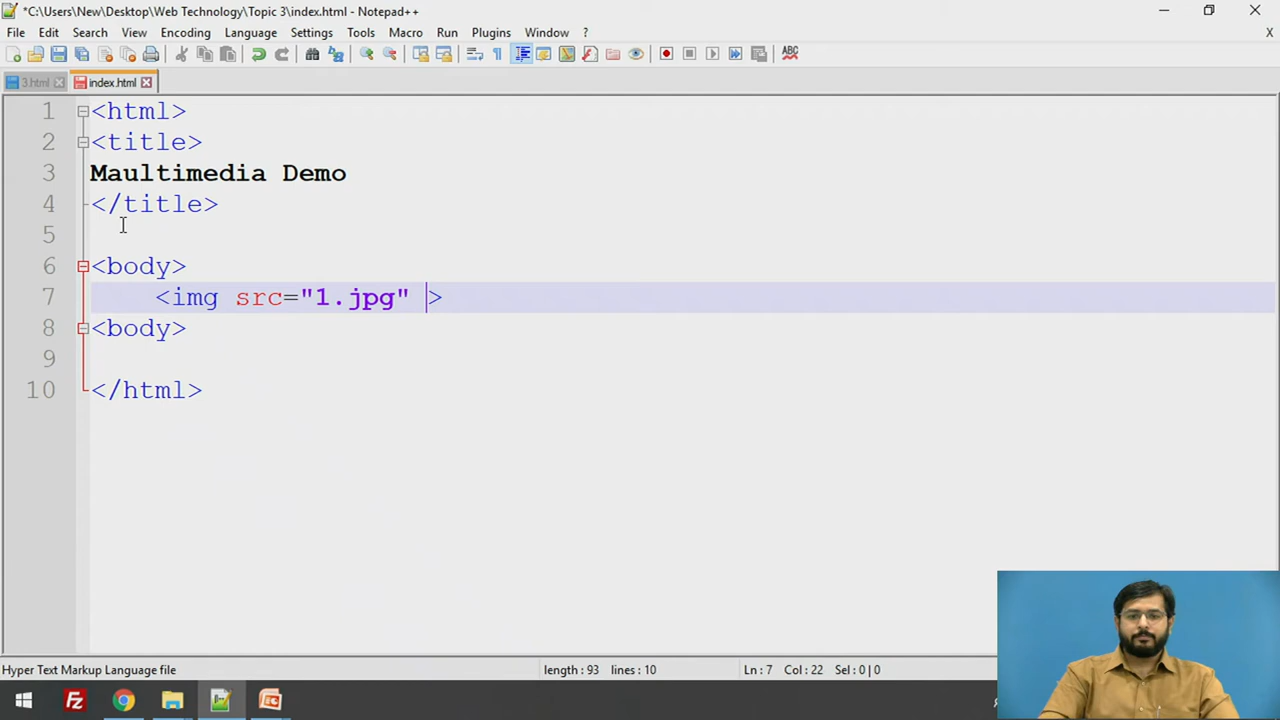 *C:\Users\New\Desktop\Web Technology\Topic 3\index.html - Notepad++
File Edit Search View Encoding Language Settings Tools Macro Run Plugins Window ?
ABC
3.html index.html
1 <html>
2 <title>
3 Maultimedia Demo
4 </title>
5
6 <body>
7 <img src="1.jpg" >
8 <body>
9
10 </html>
Hyper Text Markup Language file length : 93 lines : 10 Ln : 7 Col : 22 Sel : 0 | 0
Fz